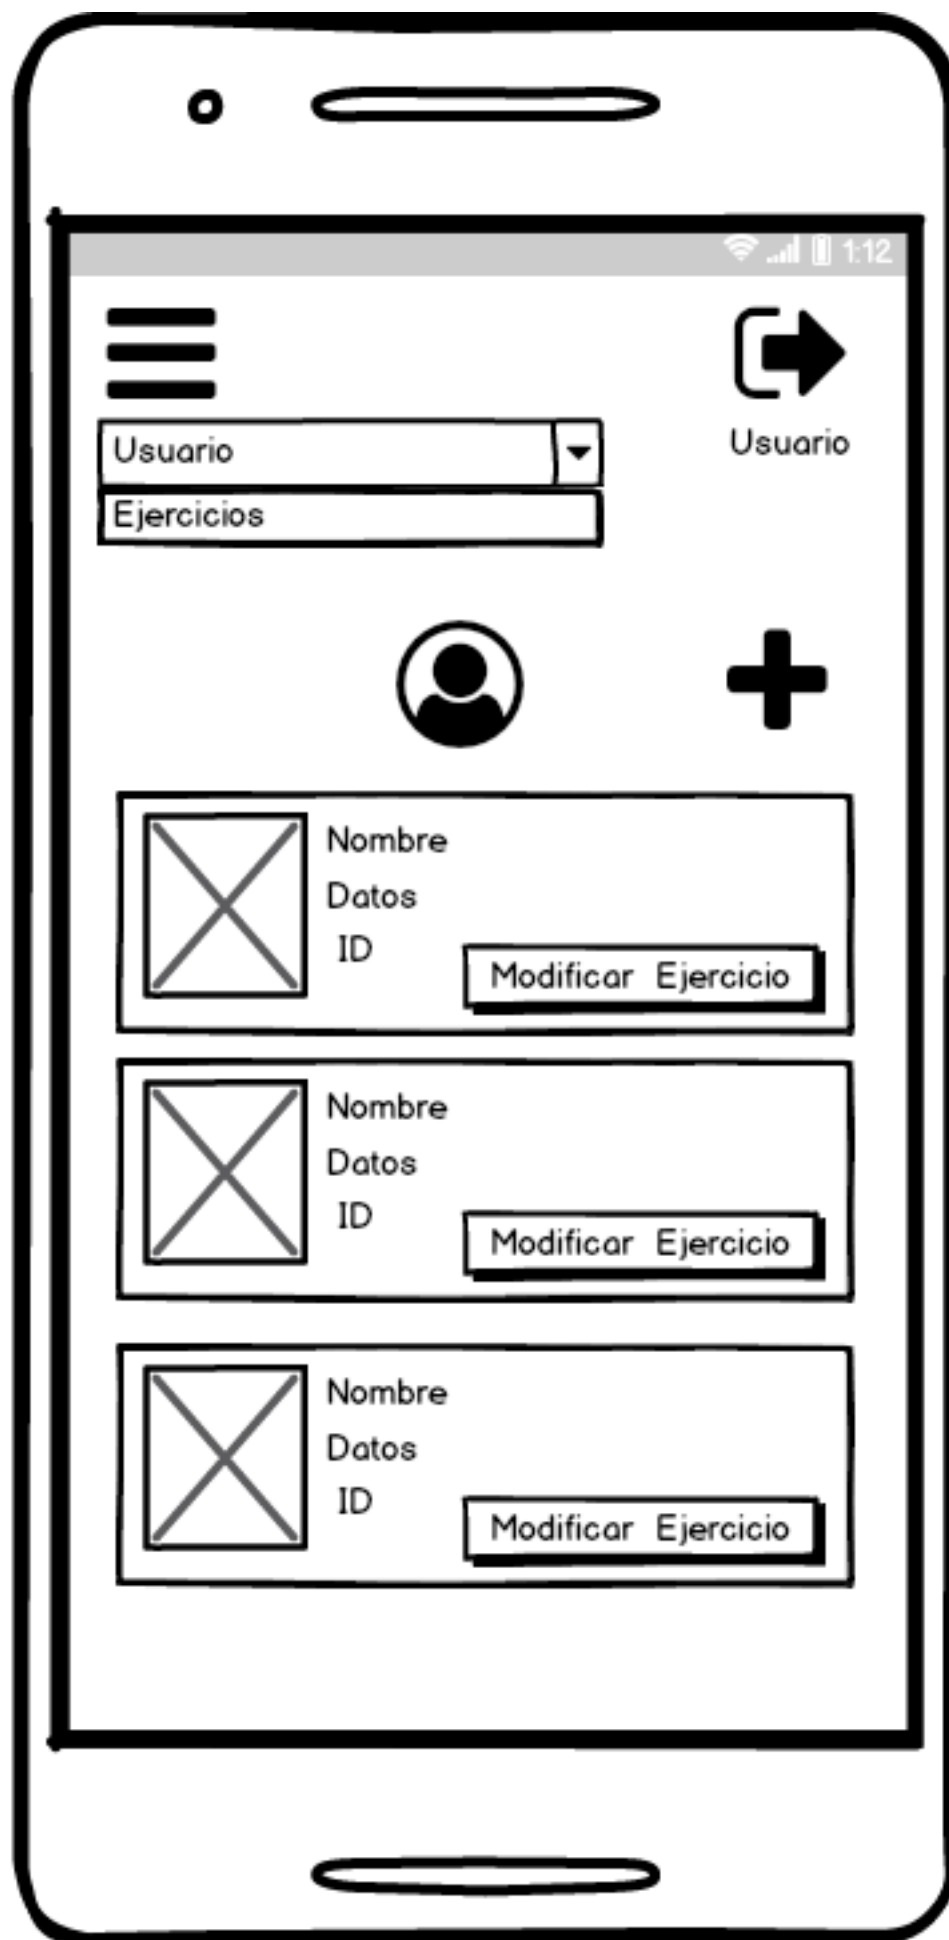 1:12
Usuario
Usuario
Ejercicios
Nombre
Datos
ID
Modificar Ejercicio
Nombre
Datos
ID
Modificar Ejercicio
Nombre
Datos
ID
Modificar Ejercicio